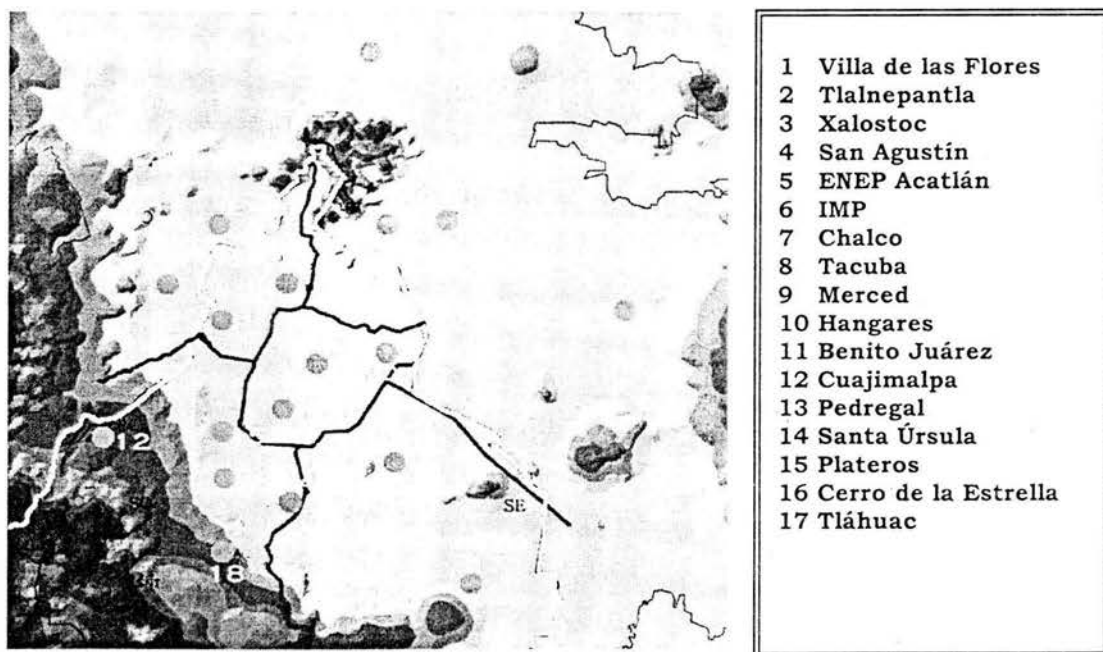 12
18
SE
1 Villa de las Flores
2 Tlalnepantla
3 Xalostoc
4 San Agustín
5 ENEP Acatlán
6 IMP
7 Chalco
8 Tacuba
9 Merced
10 Hangares
11 Benito Juárez
12 Cuajimalpa
13 Pedregal
14 Santa Úrsula
15 Plateros
16 Cerro de la Estrella
17 Tláhuac